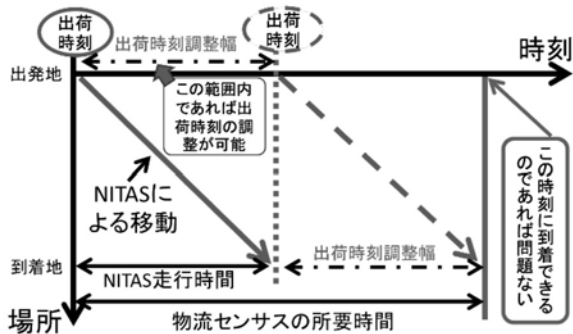 出荷
時刻
出荷
時刻
出荷時刻調整幅
時刻
出発地
この範囲内
であれば出
荷時刻の調
整が可能
NITASに
よる移動
この時刻に到着できる
のであれば問題ない
出荷時刻調整幅
到着地
NITAS走行時間
場所
物流センサスの所要時間